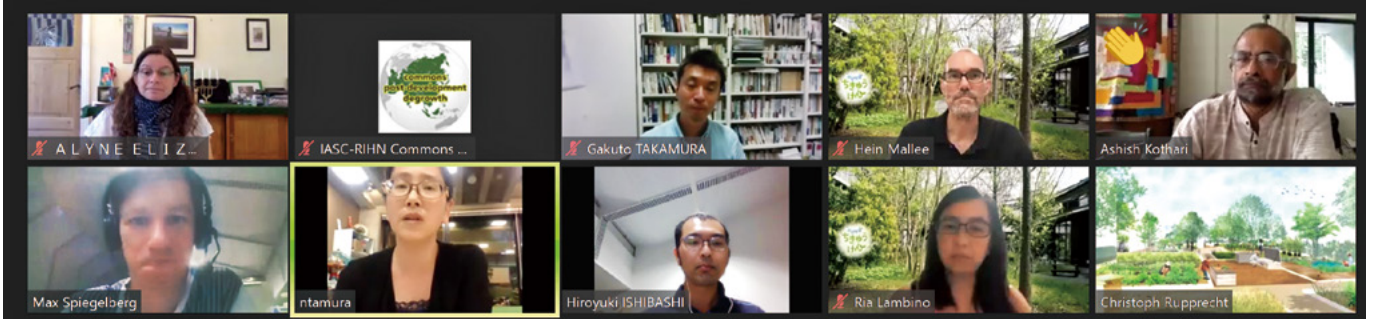 A L Y N E E L I Z...
commons
post-development
degrowth
IASC-RIHN Commons ...
Gakuto TAKAMURA
Hein Mallee
Ashish Kothari
Max Spiegelberg
ntamura
Hiroyuki ISHIBASHI
Ria Lambino
Christoph Rupprecht